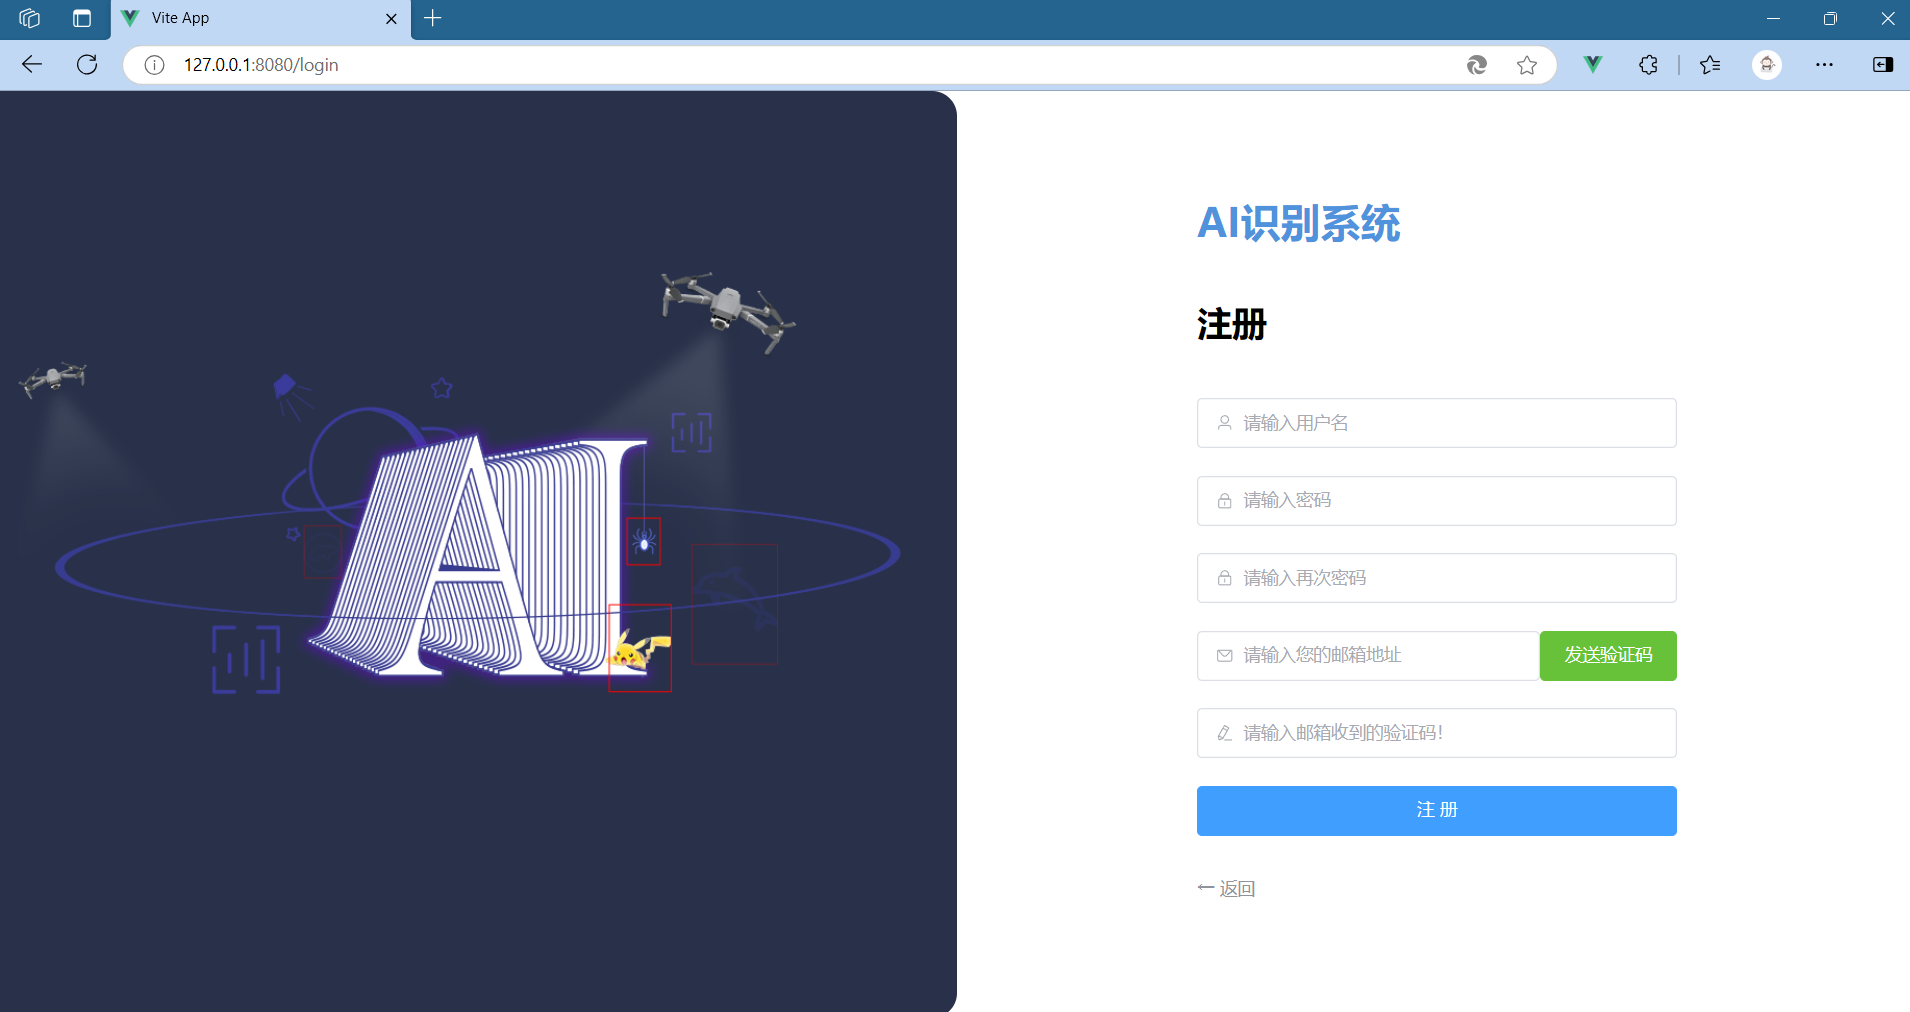 Vite App
127.0.0.1:8080/login
AI
AI识别系统
注册
请输入用户名
请输入密码
请输入再次密码
请输入您的邮箱地址
发送验证码
请输入邮箱收到的验证码!
注 册
← 返回